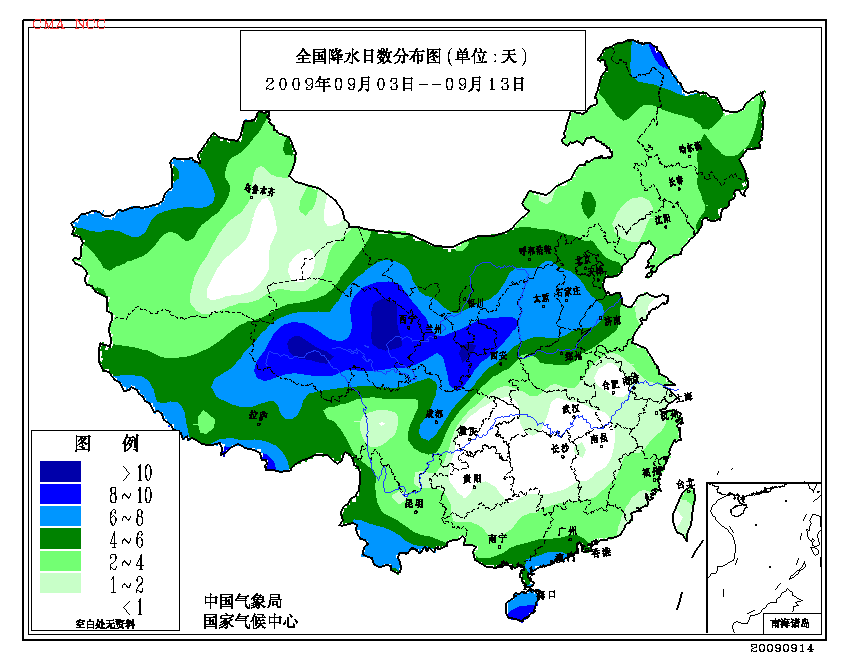 CMA NCC
全国降水日数分布图(单位:天)
2009年09月03日--09月13日
哈尔滨
长春
乌鲁木齐
沈阳
呼和浩特
北京
天津
银川
太原
石家庄
西宁
兰州
济南
西安
郑州
合肥
南京
上海
拉萨
成都
武汉
杭州
重庆
南昌
长沙
贵阳
福州
台北
昆明
南宁
广州
香港
澳门
海口
图 例
>10
8~10
6~8
4~6
2~4
1~2
<1
空白处无资料
中国气象局
国家气候中心
南海诸岛
20090914